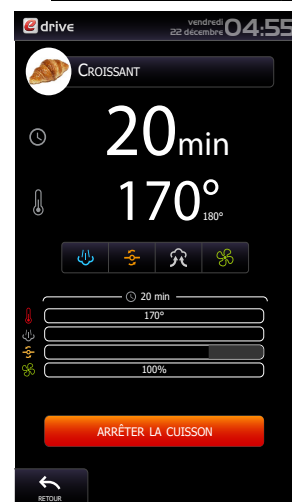 e drive
vendredi
22 décembre
04:55
CROISSANT
20min
170°
180°
20 min
170°
100%
ARRÊTER LA CUISSON
RETOUR